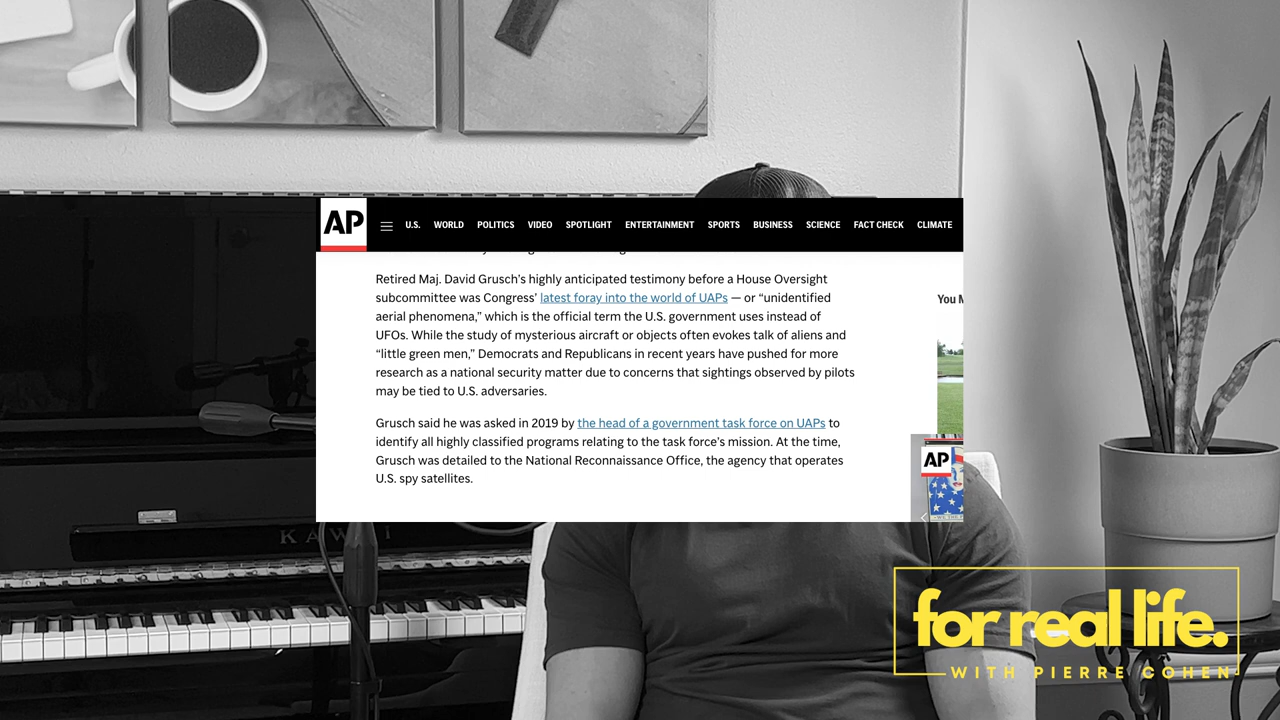 AP
U.S. WORLD POLITICS VIDEO SPOTLIGHT ENTERTAINMENT SPORTS BUSINESS SCIENCE FACT CHECK CLIMATE
Retired Maj. David Grusch's highly anticipated testimony before a House Oversight
subcommittee was Congress' latest foray into the world of UAPs — or “unidentified
aerial phenomena,” which is the official term the U.S. government uses instead of
UFOs. While the study of mysterious aircraft or objects often evokes talk of aliens and
“little green men,” Democrats and Republicans in recent years have pushed for more
research as a national security matter due to concerns that sightings observed by pilots
may be tied to U.S. adversaries.
Grusch said he was asked in 2019 by the head of a government task force on UAPs to
identify all highly classified programs relating to the task force's mission. At the time,
Grusch was detailed to the National Reconnaissance Office, the agency that operates
U.S. spy satellites.
You M
AP
KAWAI
for real life.
WITH PIERRE COHEN